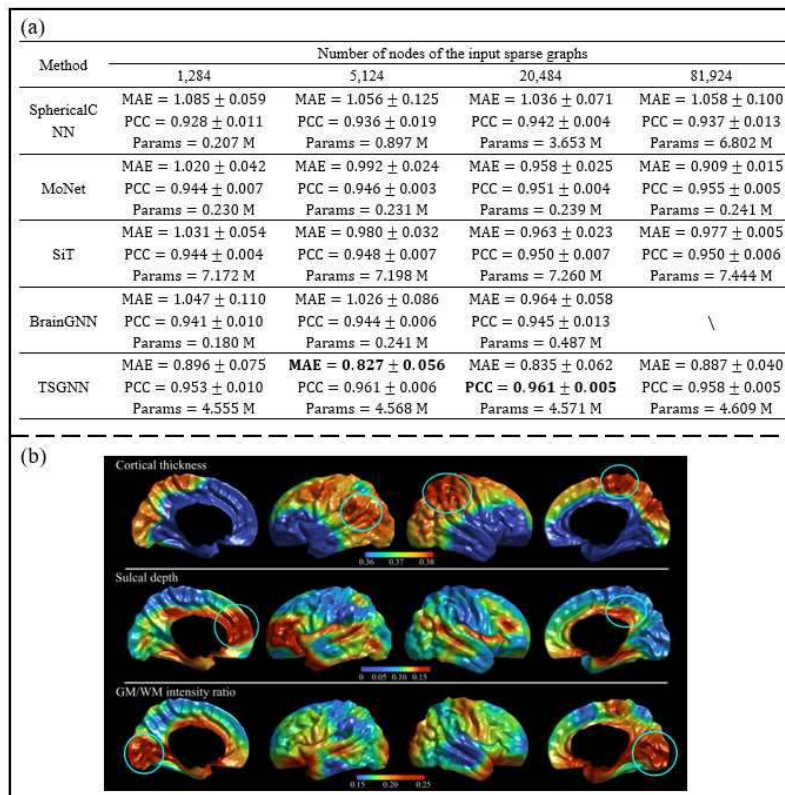 (a)
Method
Number of nodes of the input sparse graphs
1,284 5,124 20,484 81,924
SphericalC
NN
MAE = 1.085 ± 0.059 MAE = 1.056 ± 0.125 MAE = 1.036 ± 0.071 MAE = 1.058 ± 0.100
PCC = 0.928 ± 0.011 PCC = 0.936 ± 0.019 PCC = 0.942 ± 0.004 PCC = 0.937 ± 0.013
Params = 0.207 M Params = 0.897 M Params = 3.653 M Params = 6.802 M
MoNet
MAE = 1.020 ± 0.042 MAE = 0.992 ± 0.024 MAE = 0.958 ± 0.025 MAE = 0.909 ± 0.015
PCC = 0.944 ± 0.007 PCC = 0.946 ± 0.003 PCC = 0.951 ± 0.004 PCC = 0.955 ± 0.005
Params = 0.230 M Params = 0.231 M Params = 0.239 M Params = 0.241 M
SiT
MAE = 1.031 ± 0.054 MAE = 0.980 ± 0.032 MAE = 0.963 ± 0.023 MAE = 0.977 ± 0.005
PCC = 0.944 ± 0.004 PCC = 0.948 ± 0.007 PCC = 0.950 ± 0.007 PCC = 0.950 ± 0.006
Params = 7.172 M Params = 7.198 M Params = 7.260 M Params = 7.444 M
BrainGNN
MAE = 1.047 ± 0.110 MAE = 1.026 ± 0.086 MAE = 0.964 ± 0.058
PCC = 0.941 ± 0.010 PCC = 0.944 ± 0.006 PCC = 0.945 ± 0.013 \
Params = 0.180 M Params = 0.241 M Params = 0.487 M
TSGNN
MAE = 0.896 ± 0.075 MAE = 0.827 ± 0.056 MAE = 0.835 ± 0.062 MAE = 0.887 ± 0.040
PCC = 0.953 ± 0.010 PCC = 0.961 ± 0.006 PCC = 0.961 ± 0.005 PCC = 0.958 ± 0.005
Params = 4.555 M Params = 4.568 M Params = 4.571 M Params = 4.609 M
(b)
Cortical thickness
0.36 0.37 0.38
Sulcal depth
0 0.05 0.10 0.15
GM/WM intensity ratio
0.15 0.20 0.25